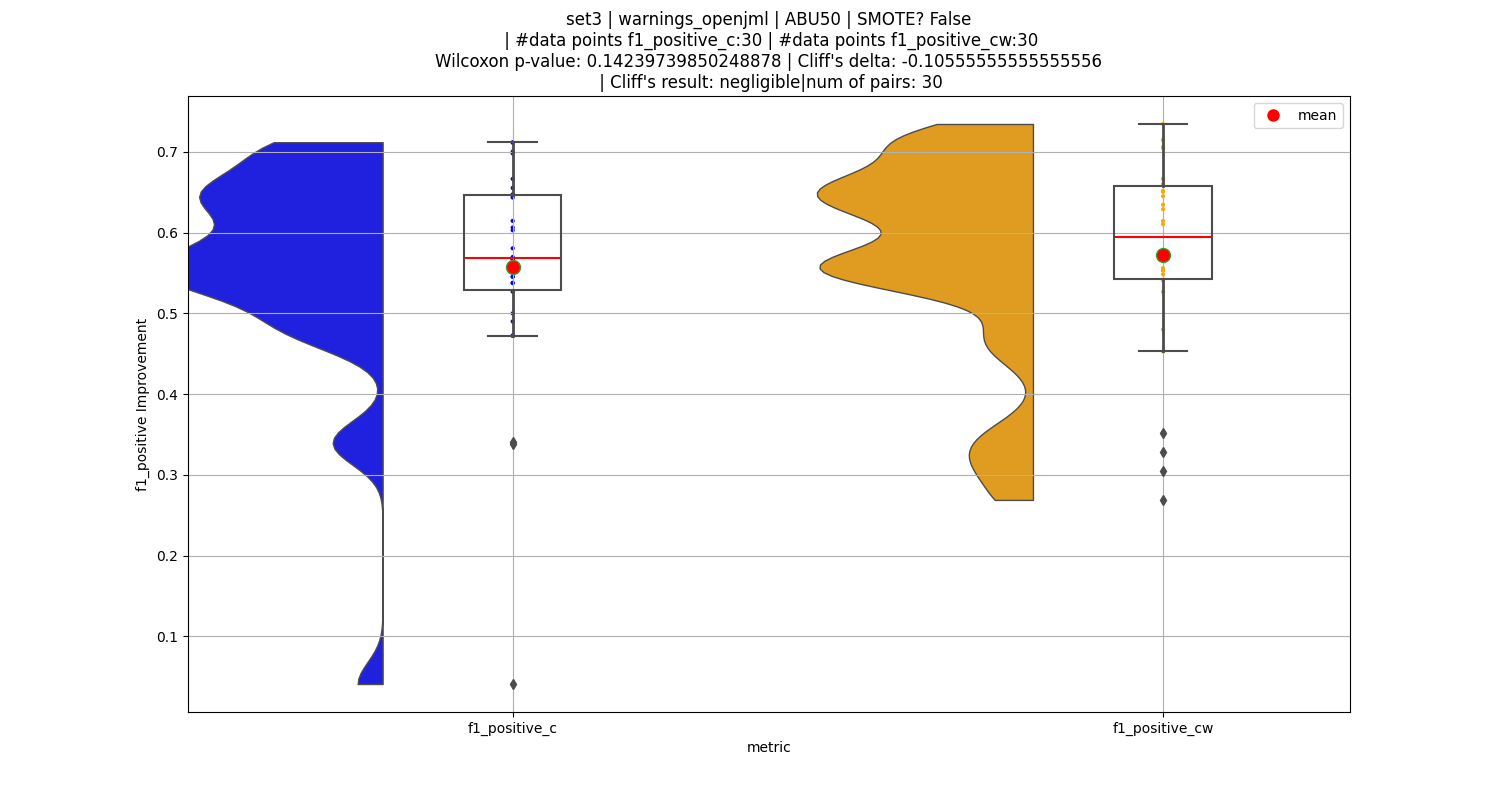 set3 | warnings_openjml | ABU50 | SMOTE? False
| #data points f1_positive_c:30 | #data points f1_positive_cw:30
Wilcoxon p-value: 0.14239739850248878 | Cliff's delta: -0.10555555555555556
| Cliff's result: negligible|num of pairs: 30
mean
0.7
0.6
0.5
0.4
0.3
0.2
0.1
f1_positive Improvement
f1_positive_c
f1_positive_cw
metric